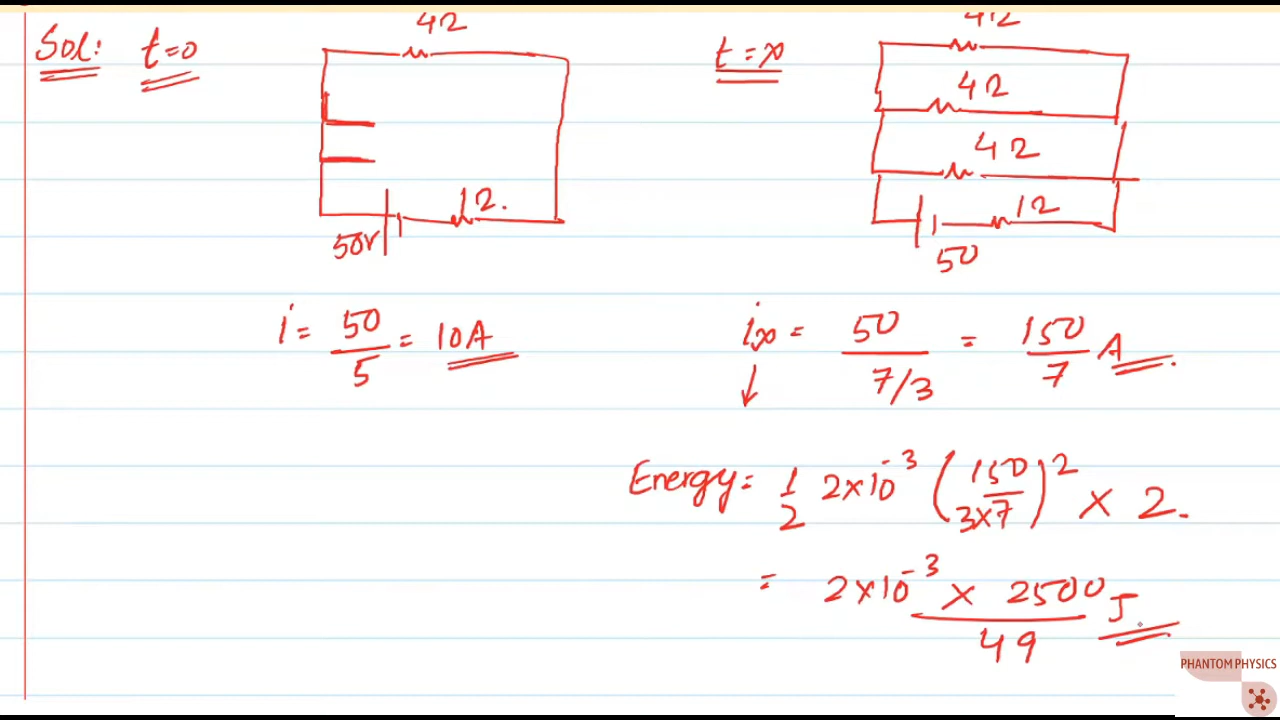 Sol: t=0
4Ω
50V
1Ω.
t=∞
4Ω
4Ω
4Ω
1Ω
50
i = 50/5 = 10A
i∞ = 50/(7/3) = 150/7 A
Energy = 1/2 2×10⁻³ (150/3×7)² × 2.
= 2×10⁻³ × 2500/49 J
PHANTOM PHYSICS